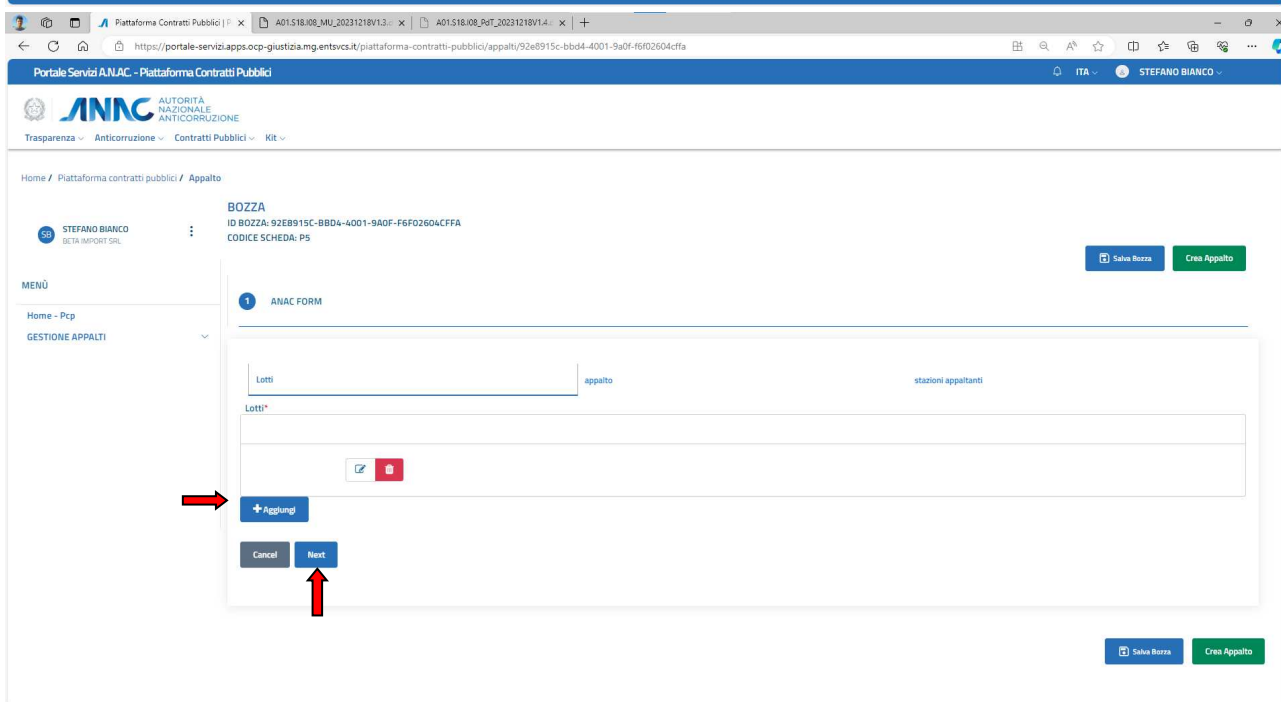 Piattaforma Contratti Pubblici | P
A01.S18.I08_MU_20231218V1.3.
A01.S18.I08_PdT_20231218V1.4.
https://portale-servizi.apps.ocp-giustizia.mg.entsvcs.it/piattaforma-contratti-pubblici/appalti/92e8915c-bbd4-4001-9a0f-f6f02604cffa
Portale Servizi A.N.AC. - Piattaforma Contratti Pubblici
ITA
STEFANO BIANCO
ANAC AUTORITÀ
NAZIONALE
ANTICORRUZIONE
Trasparenza Anticorruzione Contratti Pubblici Kit
Home / Piattaforma contratti pubblici / Appalto
SB
STEFANO BIANCO
BETA IMPORT SRL
BOZZA
ID BOZZA: 92E8915C-BBD4-4001-9A0F-F6F02604CFFA
CODICE SCHEDA: P5
Salva Bozza
Crea Appalto
MENÙ
Home - Pcp
GESTIONE APPALTI
1 ANAC FORM
Lotti
appalto
stazioni appaltanti
Lotti*
+ Aggiungi
Cancel
Next
Salva Bozza
Crea Appalto